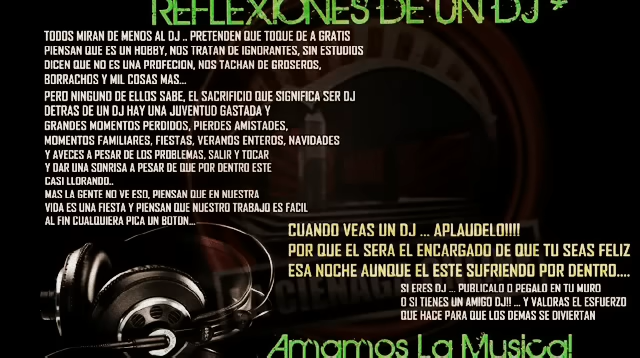 REFLEXIONES DE UN DJ *
TODOS MIRAN DE MENOS AL DJ .. PRETENDEN QUE TOQUE DE A GRATIS
PIENSAN QUE ES UN HOBBY, NOS TRATAN DE IGNORANTES, SIN ESTUDIOS
DICEN QUE NO ES UNA PROFECION, NOS TACHAN DE GROSEROS,
BORRACHOS Y MIL COSAS MAS...
PERO NINGUNO DE ELLOS SABE, EL SACRIFICIO QUE SIGNIFICA SER DJ
DETRAS DE UN DJ HAY UNA JUVENTUD GASTADA Y
GRANDES MOMENTOS PERDIDOS, PIERDES AMISTADES,
MOMENTOS FAMILIARES, FIESTAS, VERANOS ENTEROS, NAVIDADES
Y AVECES A PESAR DE LOS PROBLEMAS, SALIR Y TOCAR
Y DAR UNA SONRISA A PESAR DE QUE POR DENTRO ESTE
CASI LLORANDO..
MAS LA GENTE NO VE ESO, PIENSAN QUE EN NUESTRA
VIDA ES UNA FIESTA Y PIENSAN QUE NUESTRO TRABAJO ES FACIL
AL FIN CUALQUIERA PICA UN BOTON...
CUANDO VEAS UN DJ ... APLAUDELO!!!!
POR QUE EL SERA EL ENCARGADO DE QUE TU SEAS FELIZ
ESA NOCHE AUNQUE EL ESTE SUFRIENDO POR DENTRO....
SI ERES DJ ... PUBLICALO O PEGALO EN TU MURO
O SI TIENES UN AMIGO DJ!! ... Y VALORAS EL ESFUERZO
QUE HACE PARA QUE LOS DEMAS SE DIVIERTAN
Amamos La Musica!